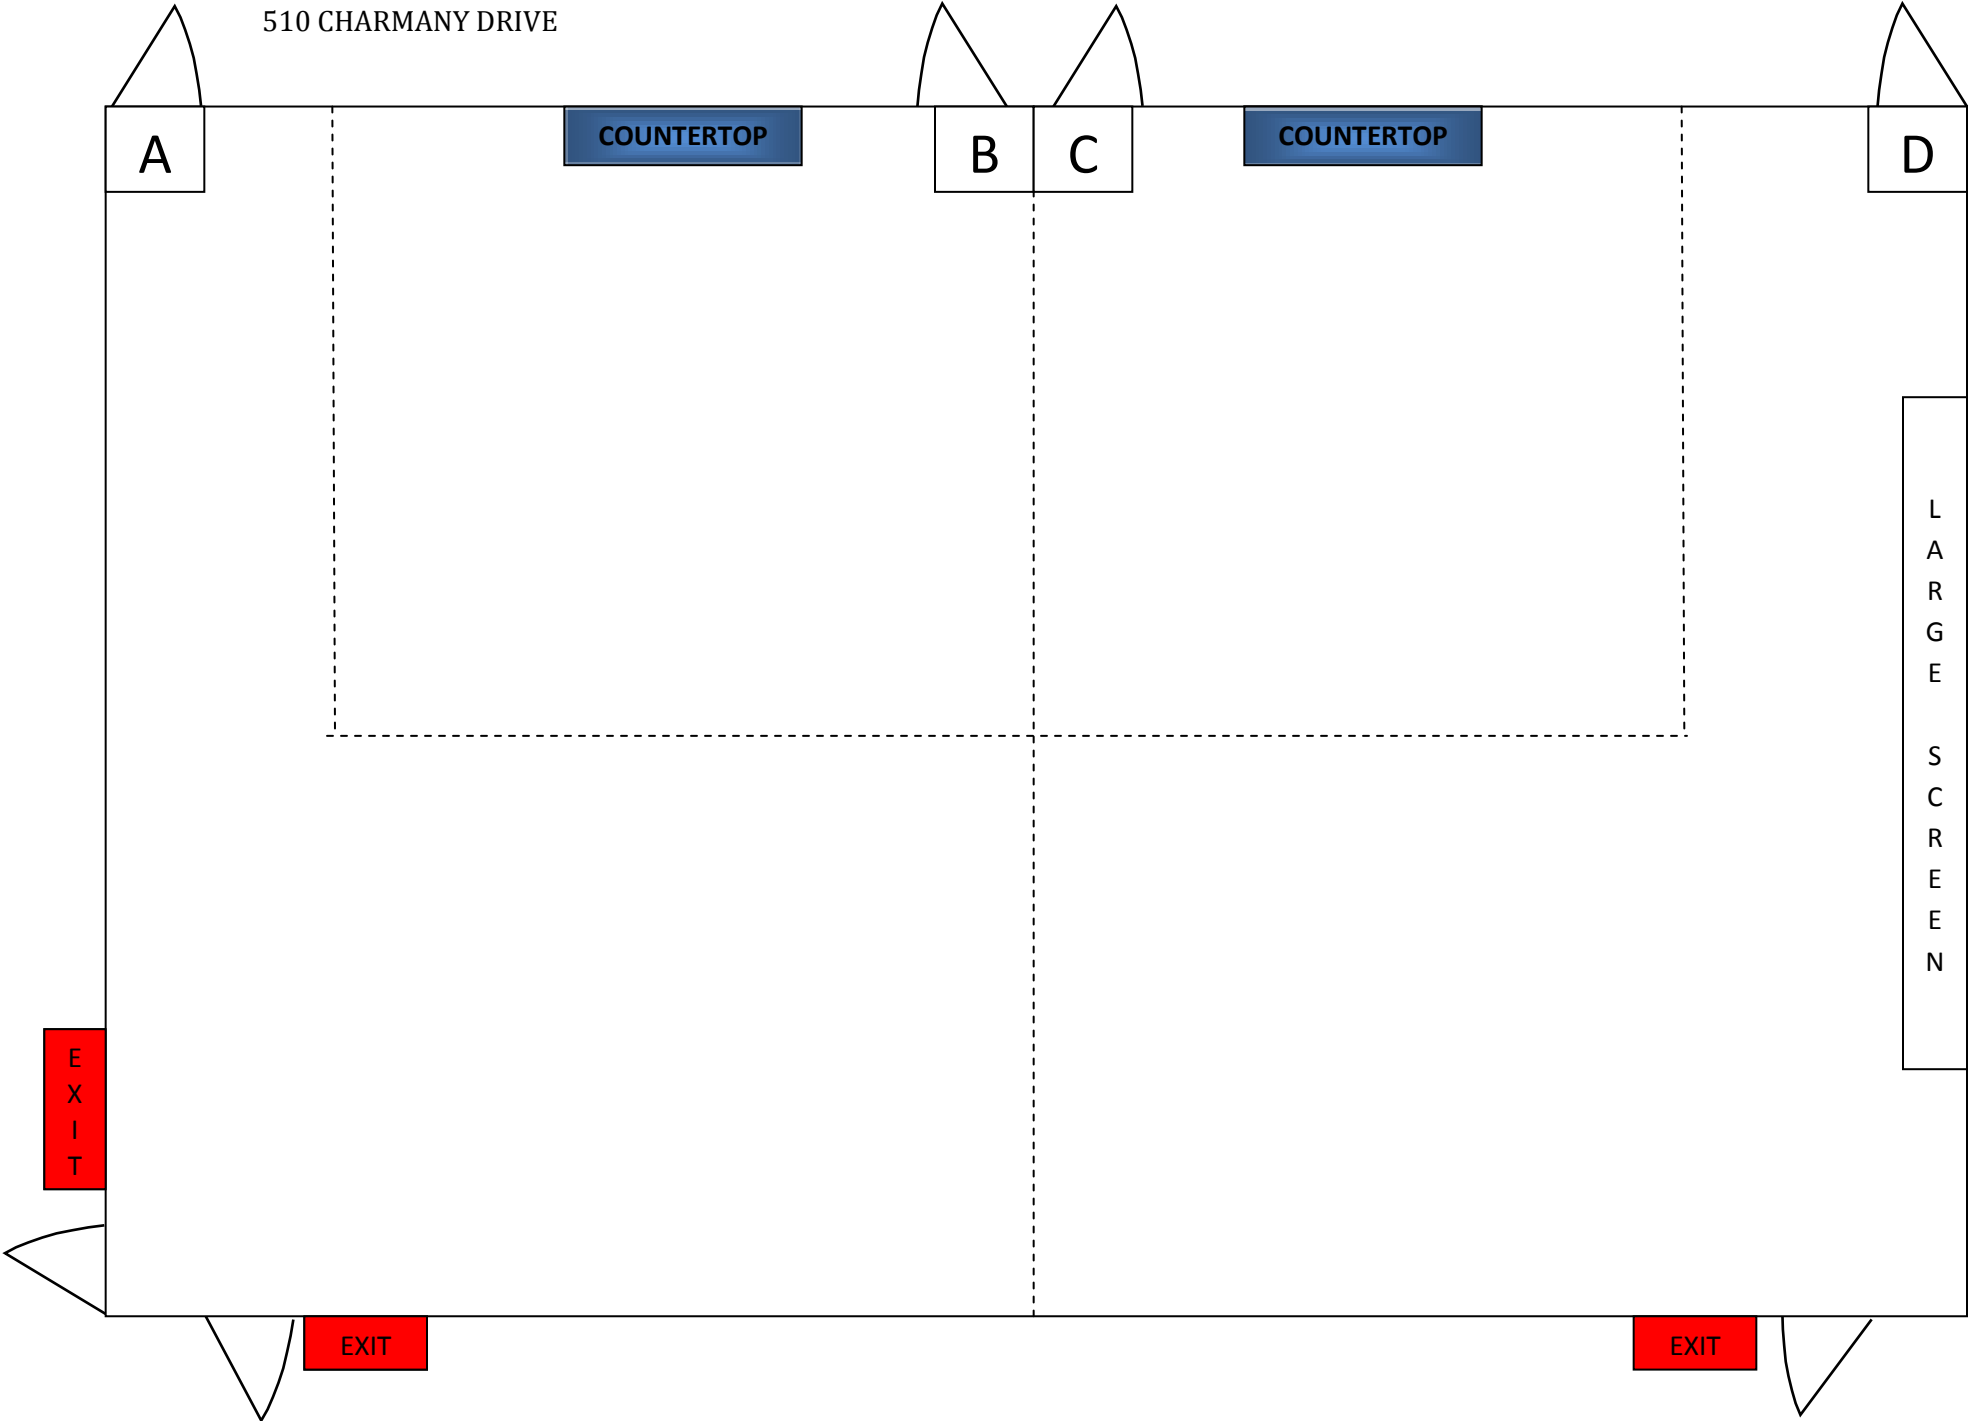 510 CHARMANY DRIVE
A
COUNTERTOP
B
C
COUNTERTOP
D
LARGE SCREEN
EXIT
EXIT
EXIT